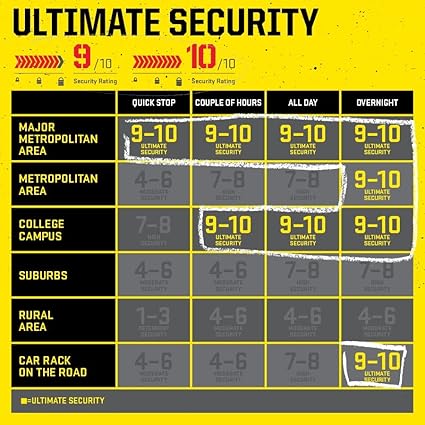 ULTIMATE SECURITY
9/10 10/10
Security Rating Security Rating
QUICK STOP COUPLE OF HOURS ALL DAY OVERNIGHT
MAJOR
METROPOLITAN
AREA
9–10 9–10 9–10 9–10
ULTIMATE ULTIMATE ULTIMATE ULTIMATE
SECURITY SECURITY SECURITY SECURITY
METROPOLITAN
AREA
4–6 7–8 7–8 9–10
MODERATE HIGH HIGH ULTIMATE
SECURITY SECURITY SECURITY SECURITY
COLLEGE
CAMPUS
7–8 9–10 9–10 9–10
HIGH ULTIMATE ULTIMATE ULTIMATE
SECURITY SECURITY SECURITY SECURITY
SUBURBS
4–6 4–6 7–8 7–8
MODERATE MODERATE HIGH HIGH
SECURITY SECURITY SECURITY SECURITY
RURAL
AREA
1–3 4–6 4–6 4–6
DETERRENT MODERATE MODERATE MODERATE
SECURITY SECURITY SECURITY SECURITY
CAR RACK
ON THE ROAD
4–6 4–6 7–8 9–10
MODERATE MODERATE HIGH ULTIMATE
SECURITY SECURITY SECURITY SECURITY
=ULTIMATE SECURITY